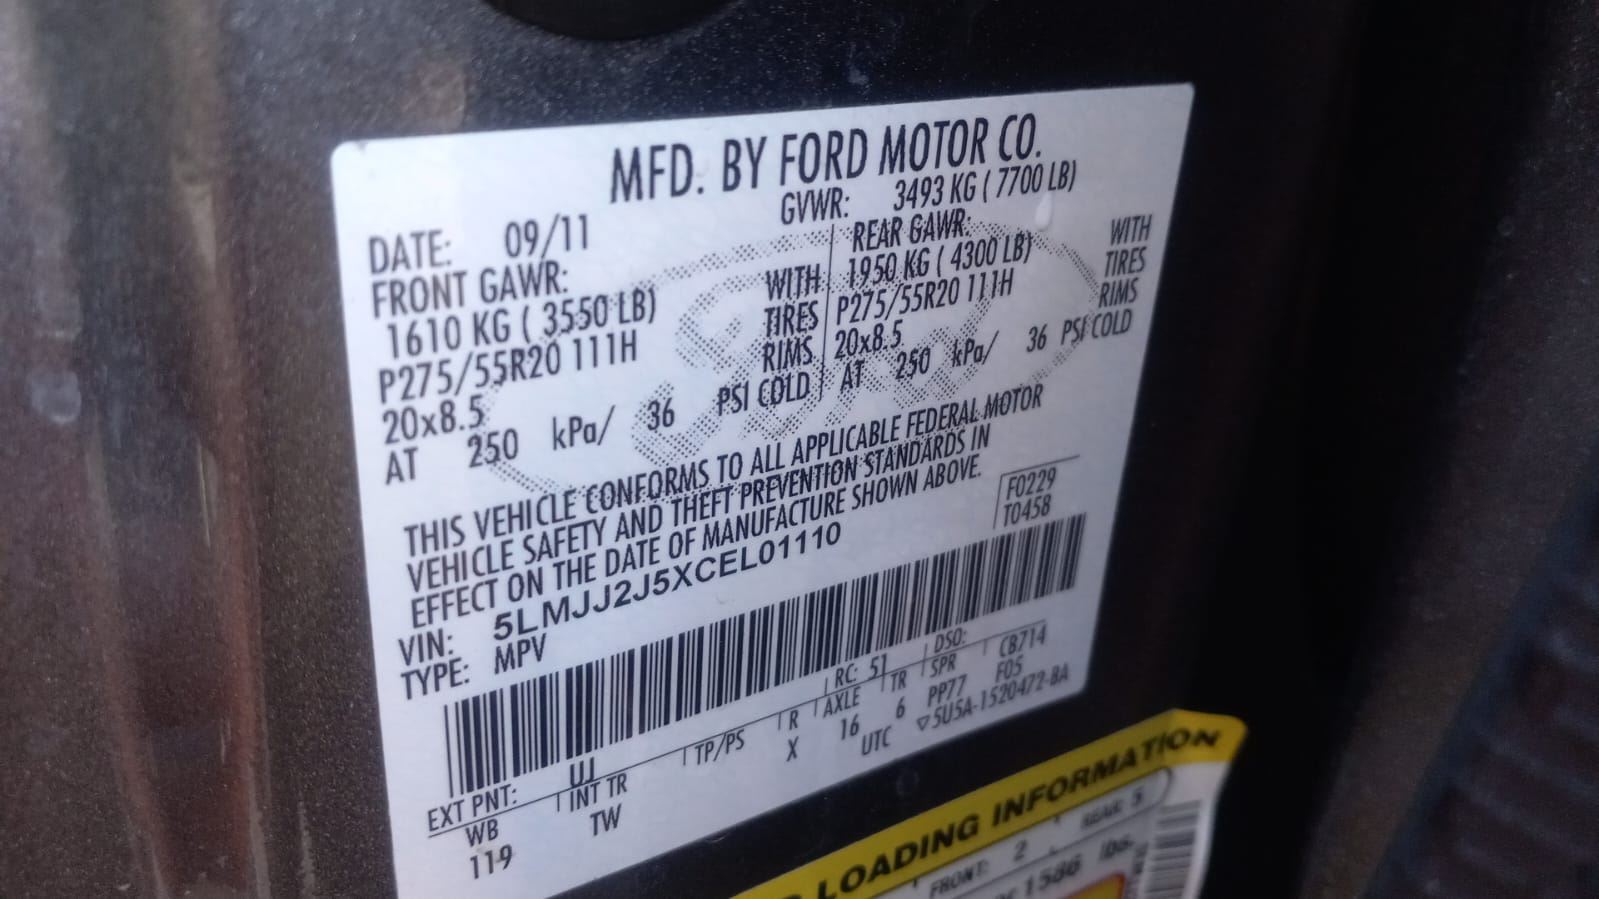 MFD. BY FORD MOTOR CO.
DATE: 09/11
GVWR: 3493 KG ( 7700 LB)
FRONT GAWR:
1610 KG ( 3550 LB) WITH
P275/55R20 111H TIRES
20x8.5 RIMS
AT 250 kPa/ 36 PSI COLD
REAR GAWR:
1950 KG ( 4300 LB) WITH
P275/55R20 111H TIRES
20x8.5 RIMS
AT 250 kPa/ 36 PSI COLD
THIS VEHICLE CONFORMS TO ALL APPLICABLE FEDERAL MOTOR
VEHICLE SAFETY AND THEFT PREVENTION STANDARDS IN
EFFECT ON THE DATE OF MANUFACTURE SHOWN ABOVE.
F0229
T0458
VIN: 5LMJJ2J5XCEL01110
TYPE: MPV
EXT PNT: UJ RC: 51 DSO: CB714
WB INT TR TP/PS R AXLE TR SPR F05
119 TW X 16 6 PP77
UTC ▽5U5A-1520472-BA
LOADING INFORMATION
FRONT: 2 REAR 5
1586 lbs.